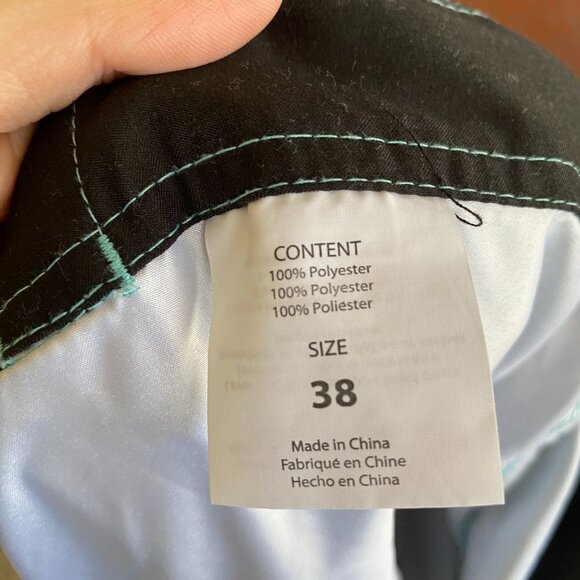 CONTENT
100% Polyester
100% Polyester
100% Poliester
SIZE
38
Made in China
Fabriqué en Chine
Hecho en China